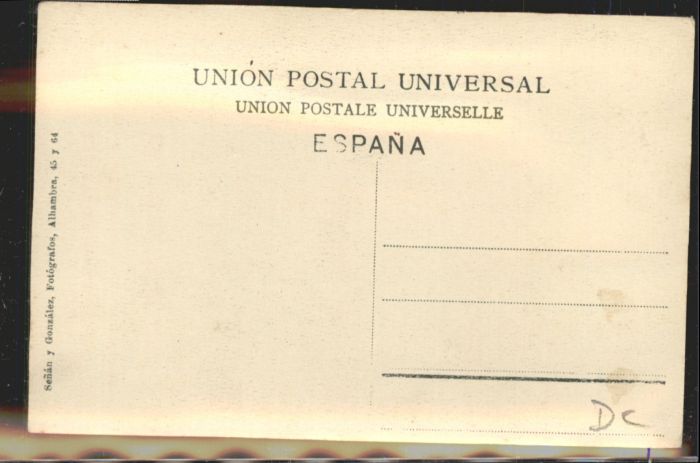 UNIÓN POSTAL UNIVERSAL
UNION POSTALE UNIVERSELLE
ESPAÑA
Señán y González, Fotógrafos, Alhambra, 45 y 64
DC